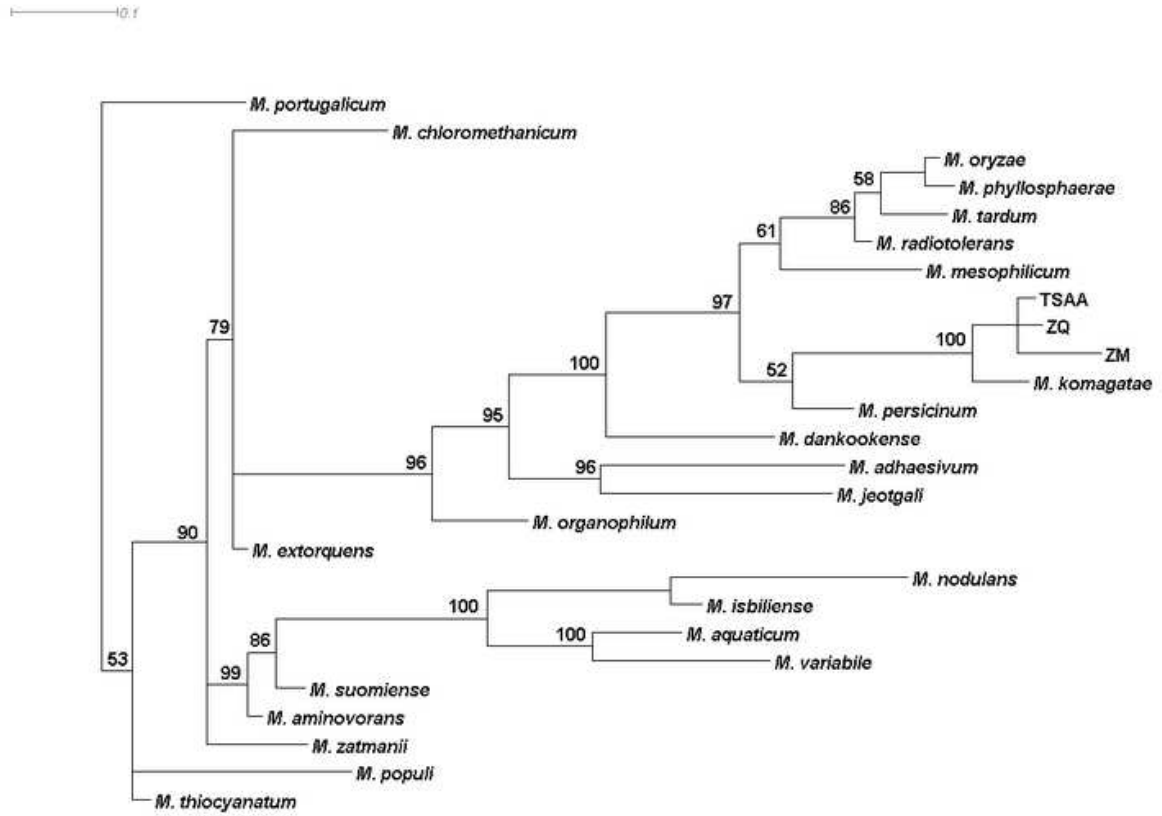 0.1
M. portugalicum
M. chloromethanicum
M. oryzae
58
M. phyllosphaerae
86
M. tardum
61
M. radiotolerans
M. mesophilicum
97
TSAA
79
ZQ
100
ZM
100
52
M. komagatae
95
M. persicinum
M. dankookense
96
96
M. adhaesivum
M. jeotgali
M. organophilum
90
M. extorquens
M. nodulans
100
M. isbiliense
86
100
M. aquaticum
53
99
M. variabile
M. suomiense
M. aminovorans
M. zatmanii
M. populi
M. thiocyanatum